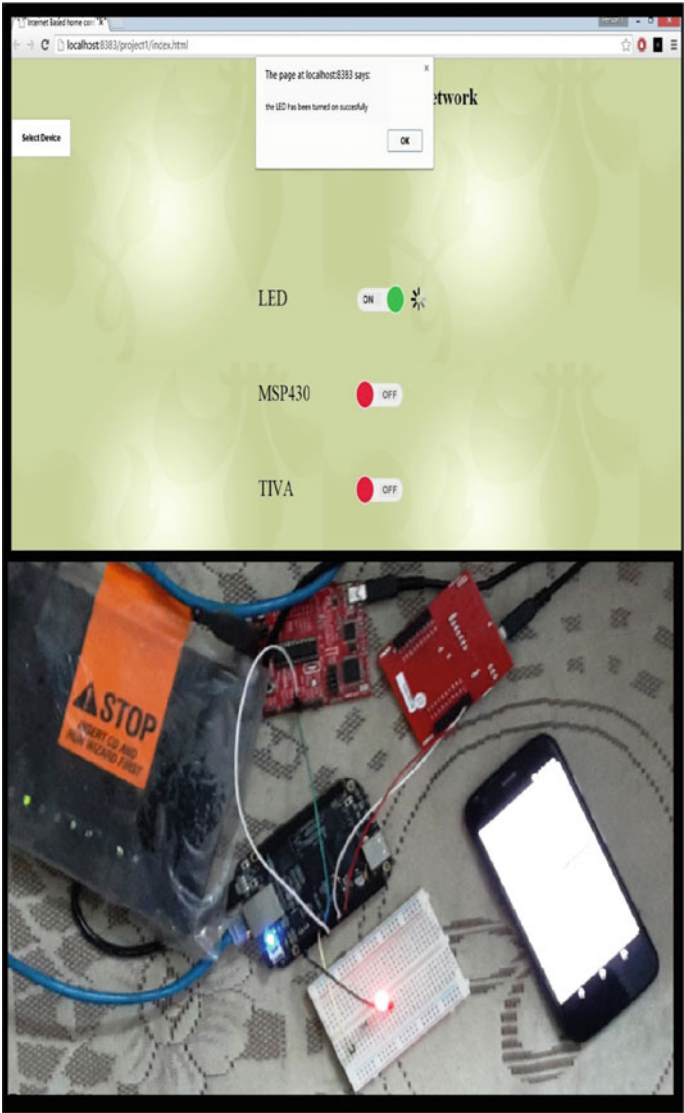 Internet Based home con
localhost:8383/project1/index.html
The page at localhost:8383 says:
the LED has been turned on succesfully
OK
etwork
Select Device
LED
ON
MSP430
OFF
TIVA
OFF
STOP
INSERT CD AND
RUN WIZARD FIRST